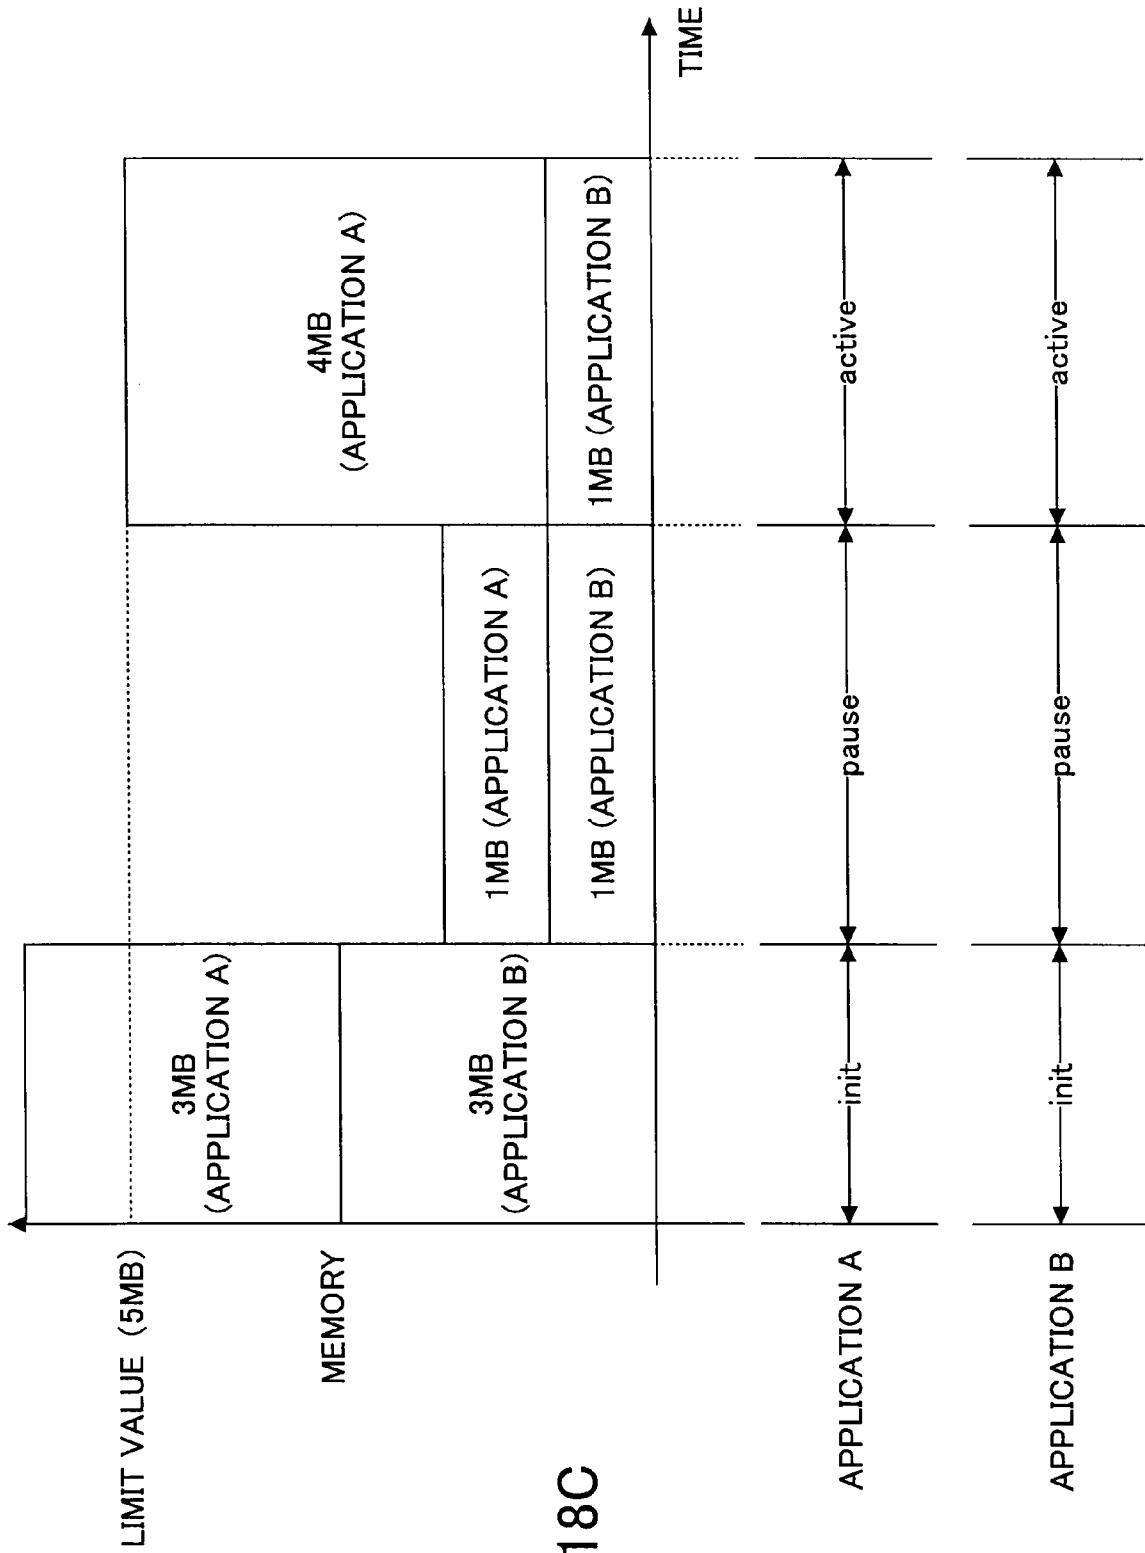 LIMIT VALUE (5MB)
MEMORY
3MB
(APPLICATION A)
3MB
(APPLICATION B)
1MB (APPLICATION A)
1MB (APPLICATION B)
4MB
(APPLICATION A)
1MB (APPLICATION B)
TIME
18C
APPLICATION A
init
pause
active
APPLICATION B
init
pause
active